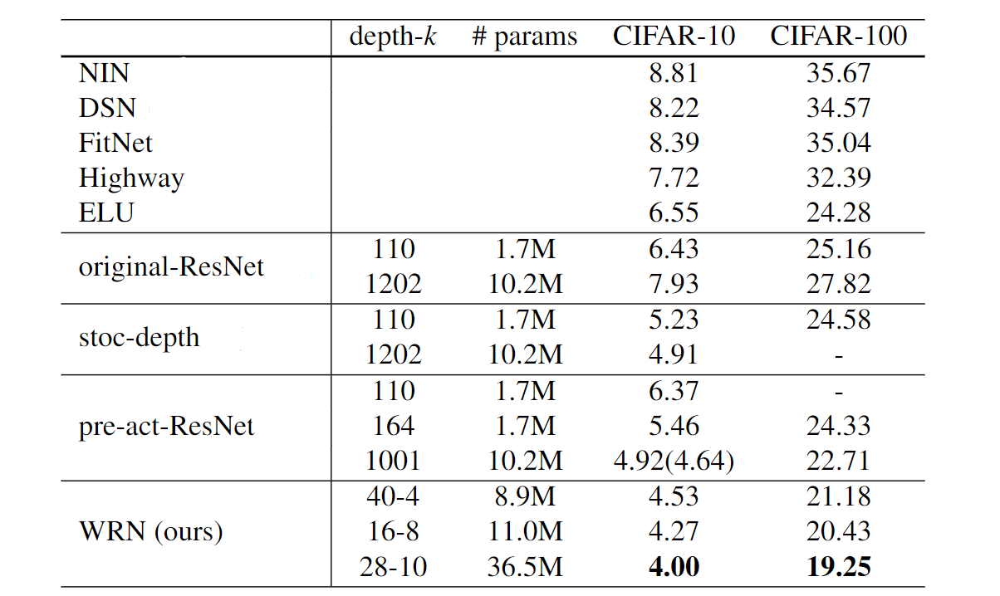 depth-k # params CIFAR-10 CIFAR-100
NIN 8.81 35.67
DSN 8.22 34.57
FitNet 8.39 35.04
Highway 7.72 32.39
ELU 6.55 24.28
original-ResNet
110 1.7M 6.43 25.16
1202 10.2M 7.93 27.82
stoc-depth
110 1.7M 5.23 24.58
1202 10.2M 4.91 -
pre-act-ResNet
110 1.7M 6.37 -
164 1.7M 5.46 24.33
1001 10.2M 4.92(4.64) 22.71
WRN (ours)
40-4 8.9M 4.53 21.18
16-8 11.0M 4.27 20.43
28-10 36.5M 4.00 19.25